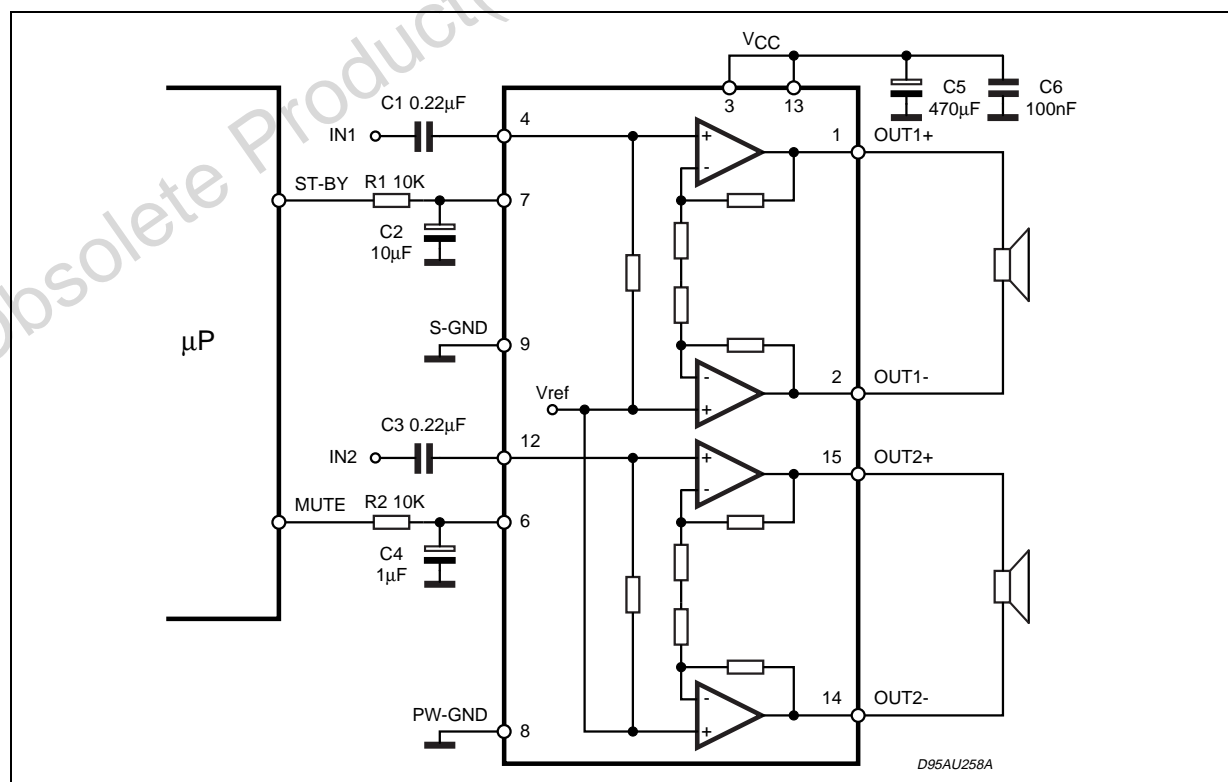 Obsolete Product(
VCC
3
13
C5
470µF
C6
100nF
C1 0.22µF
IN1
4
+
-
1
OUT1+
ST-BY
R1 10K
7
C2
10µF
S-GND
9
µP
Vref
-
+
2
OUT1-
C3 0.22µF
IN2
12
+
-
15
OUT2+
MUTE
R2 10K
6
C4
1µF
PW-GND
8
-
+
14
OUT2-
D95AU258A